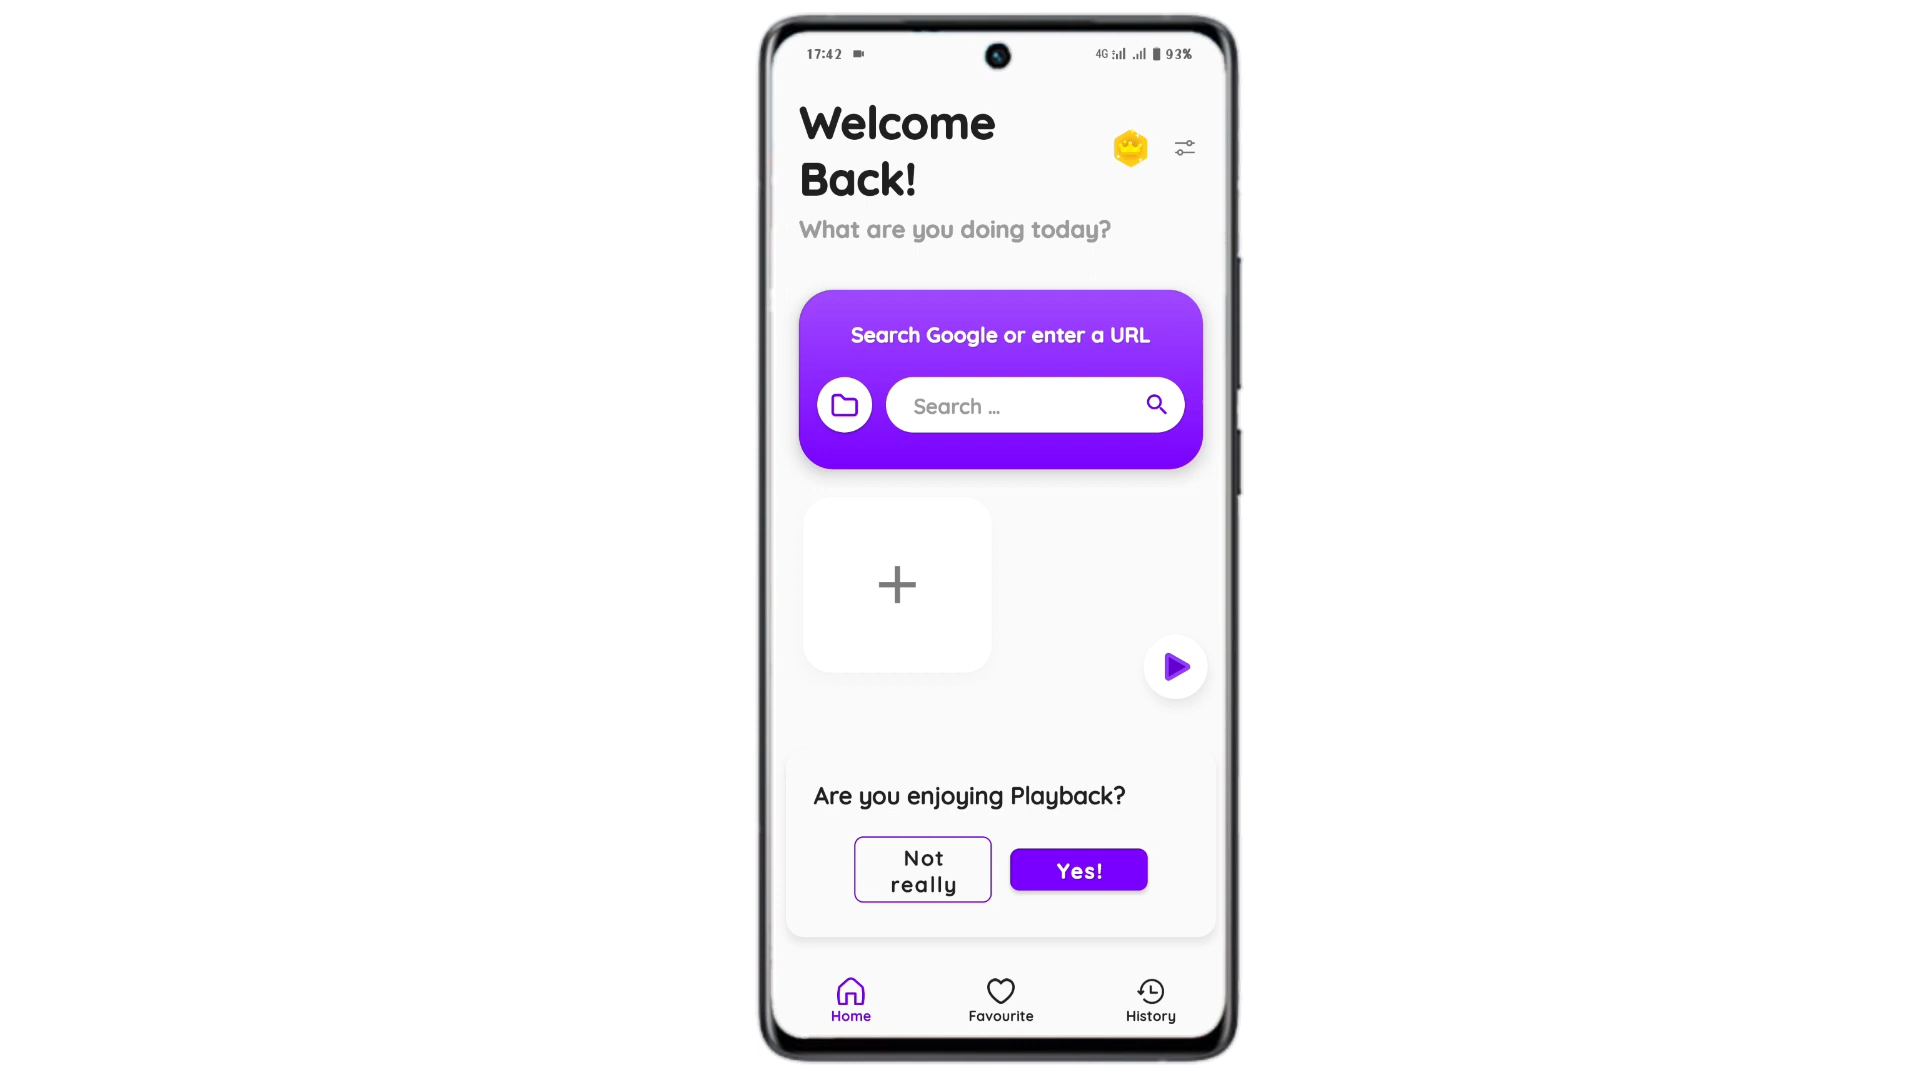 17:42 4G 93%
Welcome
Back!
What are you doing today?
Search Google or enter a URL
Search ...
Are you enjoying Playback?
Not
really
Yes!
Home Favourite History